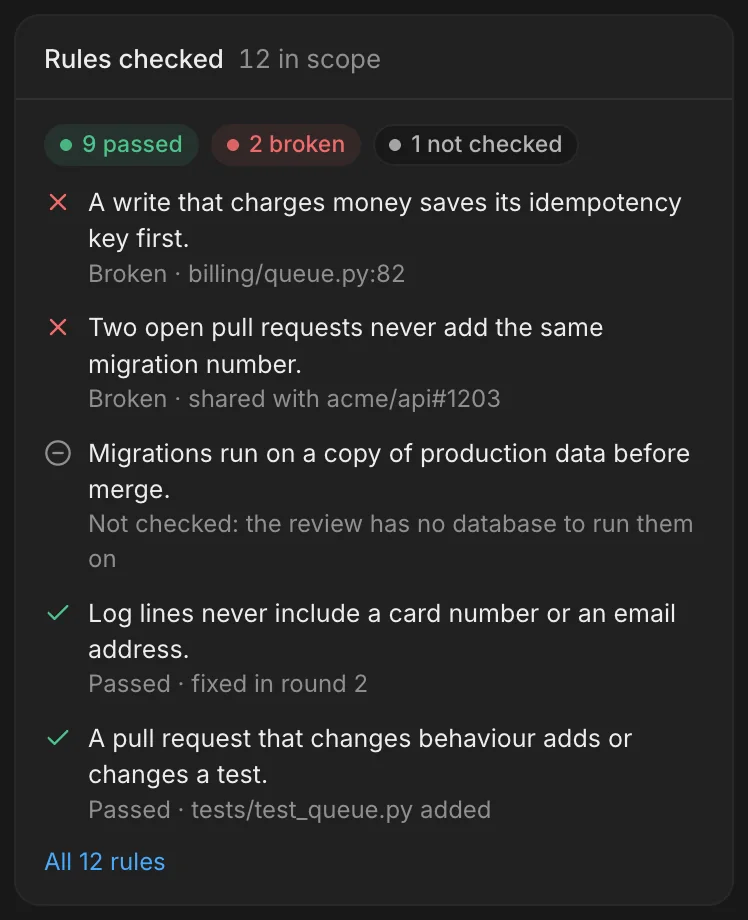 Rules checked 12 in scope
9 passed 2 broken 1 not checked
A write that charges money saves its idempotency
key first.
Broken · billing/queue.py:82
Two open pull requests never add the same
migration number.
Broken · shared with acme/api#1203
Migrations run on a copy of production data before
merge.
Not checked: the review has no database to run them
on
Log lines never include a card number or an email
address.
Passed · fixed in round 2
A pull request that changes behaviour adds or
changes a test.
Passed · tests/test_queue.py added
All 12 rules